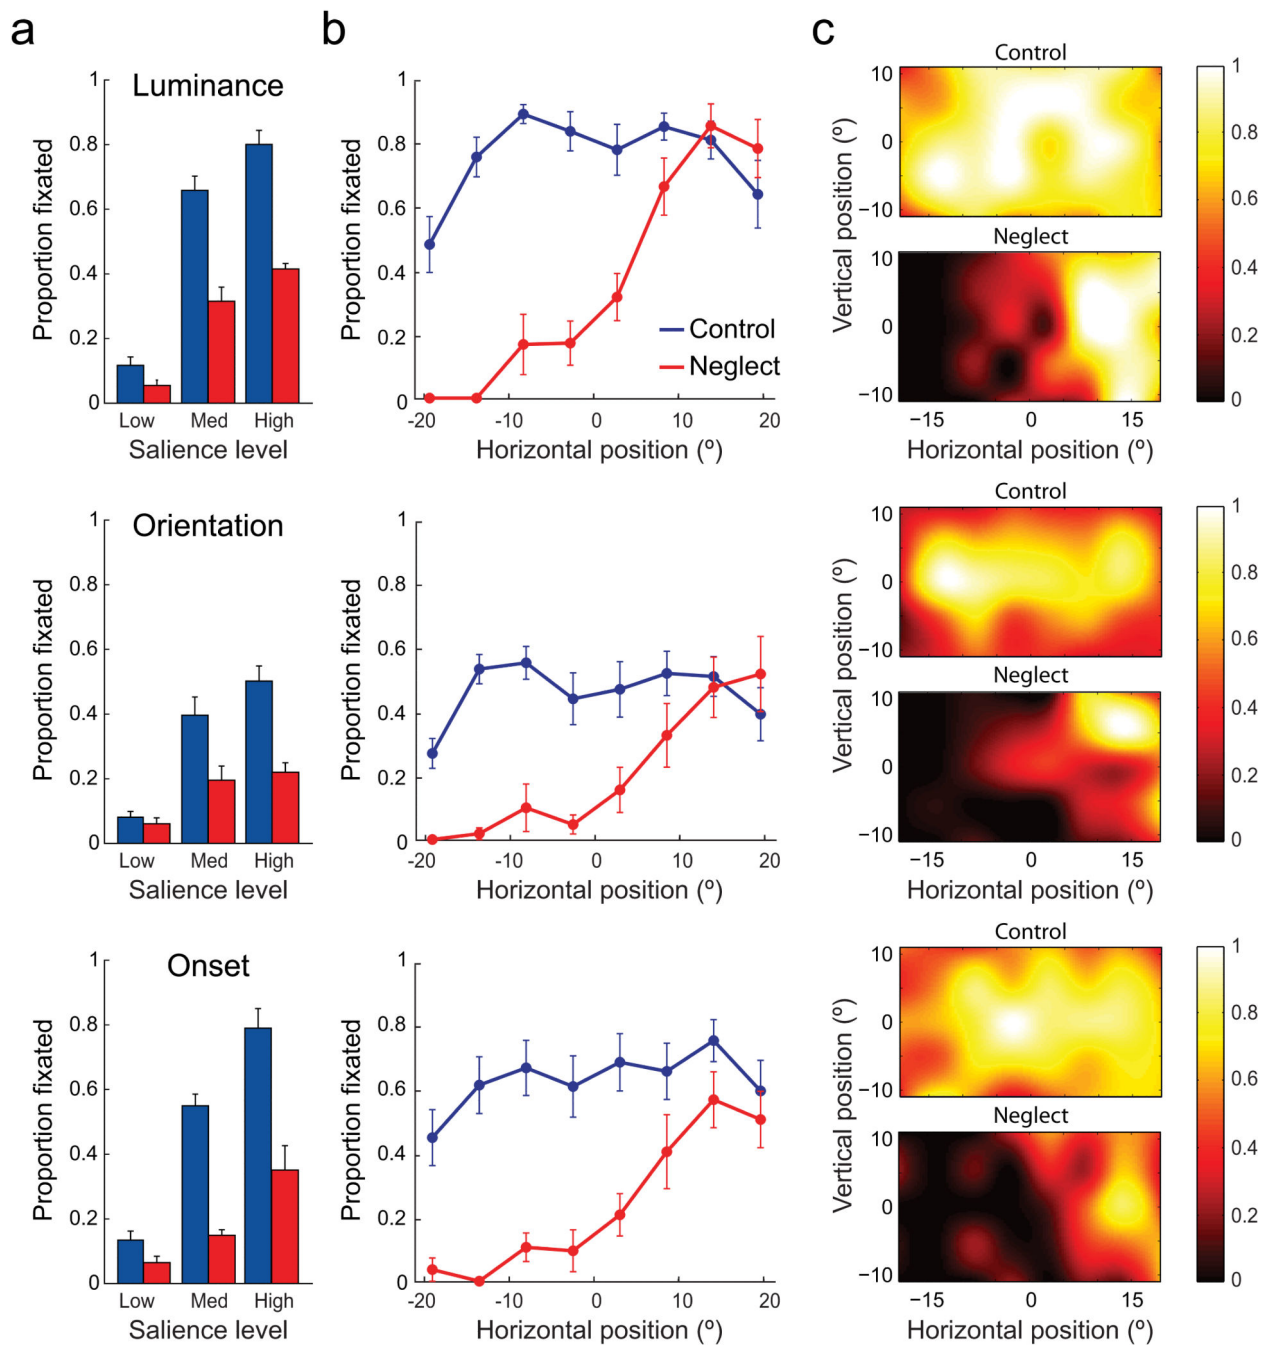 a b c
Luminance
Proportion fixated
1
0.8
0.6
0.4
0.2
0
Low Med High
Salience level
Proportion fixated
1
0.8
0.6
0.4
0.2
0
-20 -10 0 10 20
Horizontal position (º)
Control
Neglect
Control
Vertical position (º)
10
0
−10
Neglect
10
0
−10
−15 0 15
Horizontal position (º)
1
0.8
0.6
0.4
0.2
0
Orientation
Proportion fixated
1
0.8
0.6
0.4
0.2
0
Low Med High
Salience level
Proportion fixated
1
0.8
0.6
0.4
0.2
0
-20 -10 0 10 20
Horizontal position (º)
Control
Vertical position (º)
10
0
−10
Neglect
10
0
−10
−15 0 15
Horizontal position (º)
1
0.8
0.6
0.4
0.2
0
Onset
Proportion fixated
1
0.8
0.6
0.4
0.2
0
Low Med High
Salience level
Proportion fixated
1
0.8
0.6
0.4
0.2
0
-20 -10 0 10 20
Horizontal position (º)
Control
Vertical position (º)
10
0
−10
Neglect
10
0
−10
−15 0 15
Horizontal position (º)
1
0.8
0.6
0.4
0.2
0